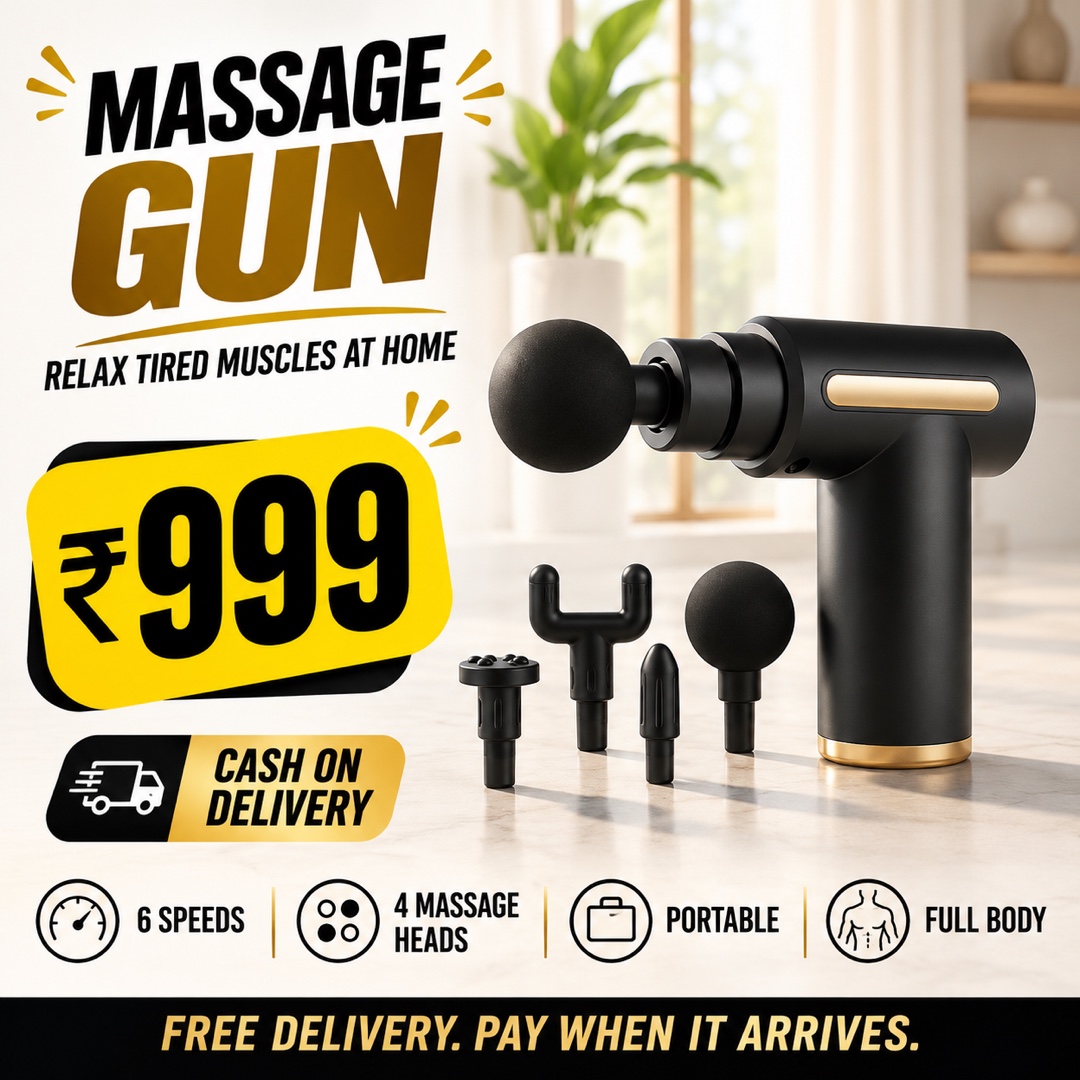 MASSAGE
GUN
RELAX TIRED MUSCLES AT HOME
₹999
CASH ON
DELIVERY
6 SPEEDS
4 MASSAGE
HEADS
PORTABLE
FULL BODY
FREE DELIVERY. PAY WHEN IT ARRIVES.